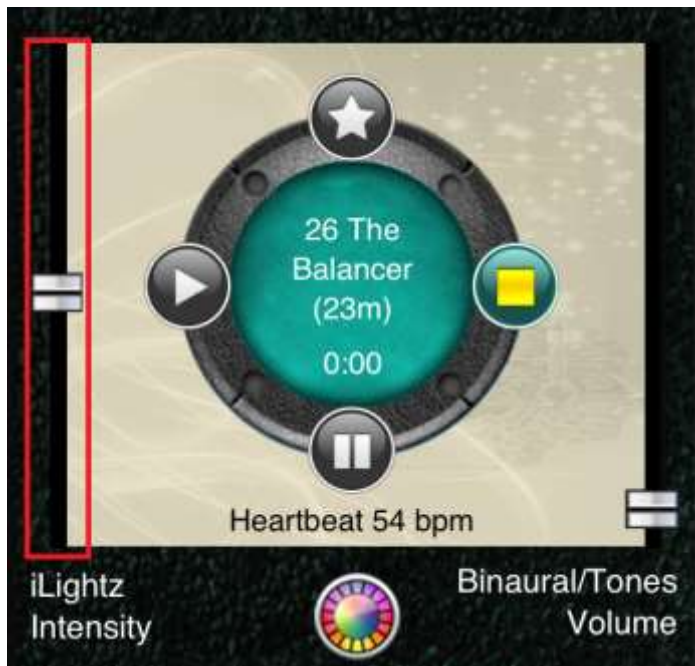 26 The
Balancer
(23m)
0:00
Heartbeat 54 bpm
iLightz
Intensity
Binaural/Tones
Volume